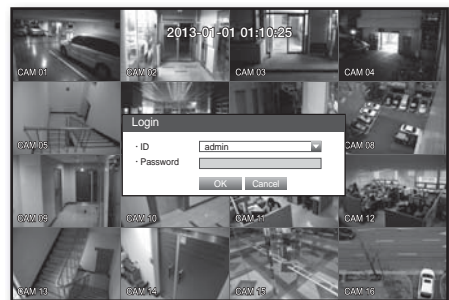 2013-01-01 01:10:25
CAM 01
CAM 02
CAM 03
CAM 04
CAM 05
CAM 08
Login
· ID
admin
· Password
OK
Cancel
CAM 09
CAM 10
CAM 11
CAM 12
CAM 13
CAM 14
CAM 15
CAM 16